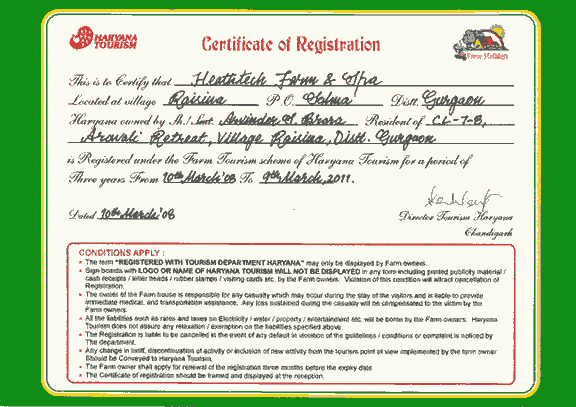 HARYANA
TOURISM
Certificate of Registration
Farm Holidays
This is to Certify that Heathtech Farm & Spa
Located at village Raisina P.O. Sohna Distt. Gurgaon
Haryana owned by Sh./Smt. Arvinder S. Brara Resident of CL-7-B,
Aravali Retreat, Village Raisina, Distt. Gurgaon
is Registered under the Farm Tourism scheme of Haryana Tourism for a period of
Three years From 10th March'08 To 9th March, 2011.
Dated 10th March'08
Director Tourism Haryana
Chandigarh
CONDITIONS APPLY :
The term "REGISTERED WITH TOURISM DEPARTMENT HARYANA" may only be displayed by Farm owners.
Sign boards with LOGO OR NAME OF HARYANA TOURISM WILL NOT BE DISPLAYED in any form including printed publicity material /
cash receipts / letter heads / rubber stamps / visiting cards etc. by the Farm Owners. Violation of this condition will attract cancellation of
Registration.
The owner of the Farm house is responsible for any casualty which may occur during the stay of the visitors and is liable to provide
immediate medical, and transportation assistance. Any loss sustained during the casualty will be compensated to the victim by the
Farm owners.
All the liabilities such as rates and taxes on Electricity / water / property / entertainment etc. will be borne by the Farm owners. Haryana
Tourism does not assure any relaxation / exemption on the liabilities specified above.
The Registration is liable to be cancelled in the event of any default in violation of the guidelines / conditions or complaint is noticed by
The department.
Any change in tariff, discontinuation of activity or inclusion of new activity from the tourism point of view implemented by the farm owner
Should be Conveyed to Haryana Tourism.
The Farm owner shall apply for renewal of the registration three months before the expiry date
The Certificate of registration should be framed and displayed at the reception.